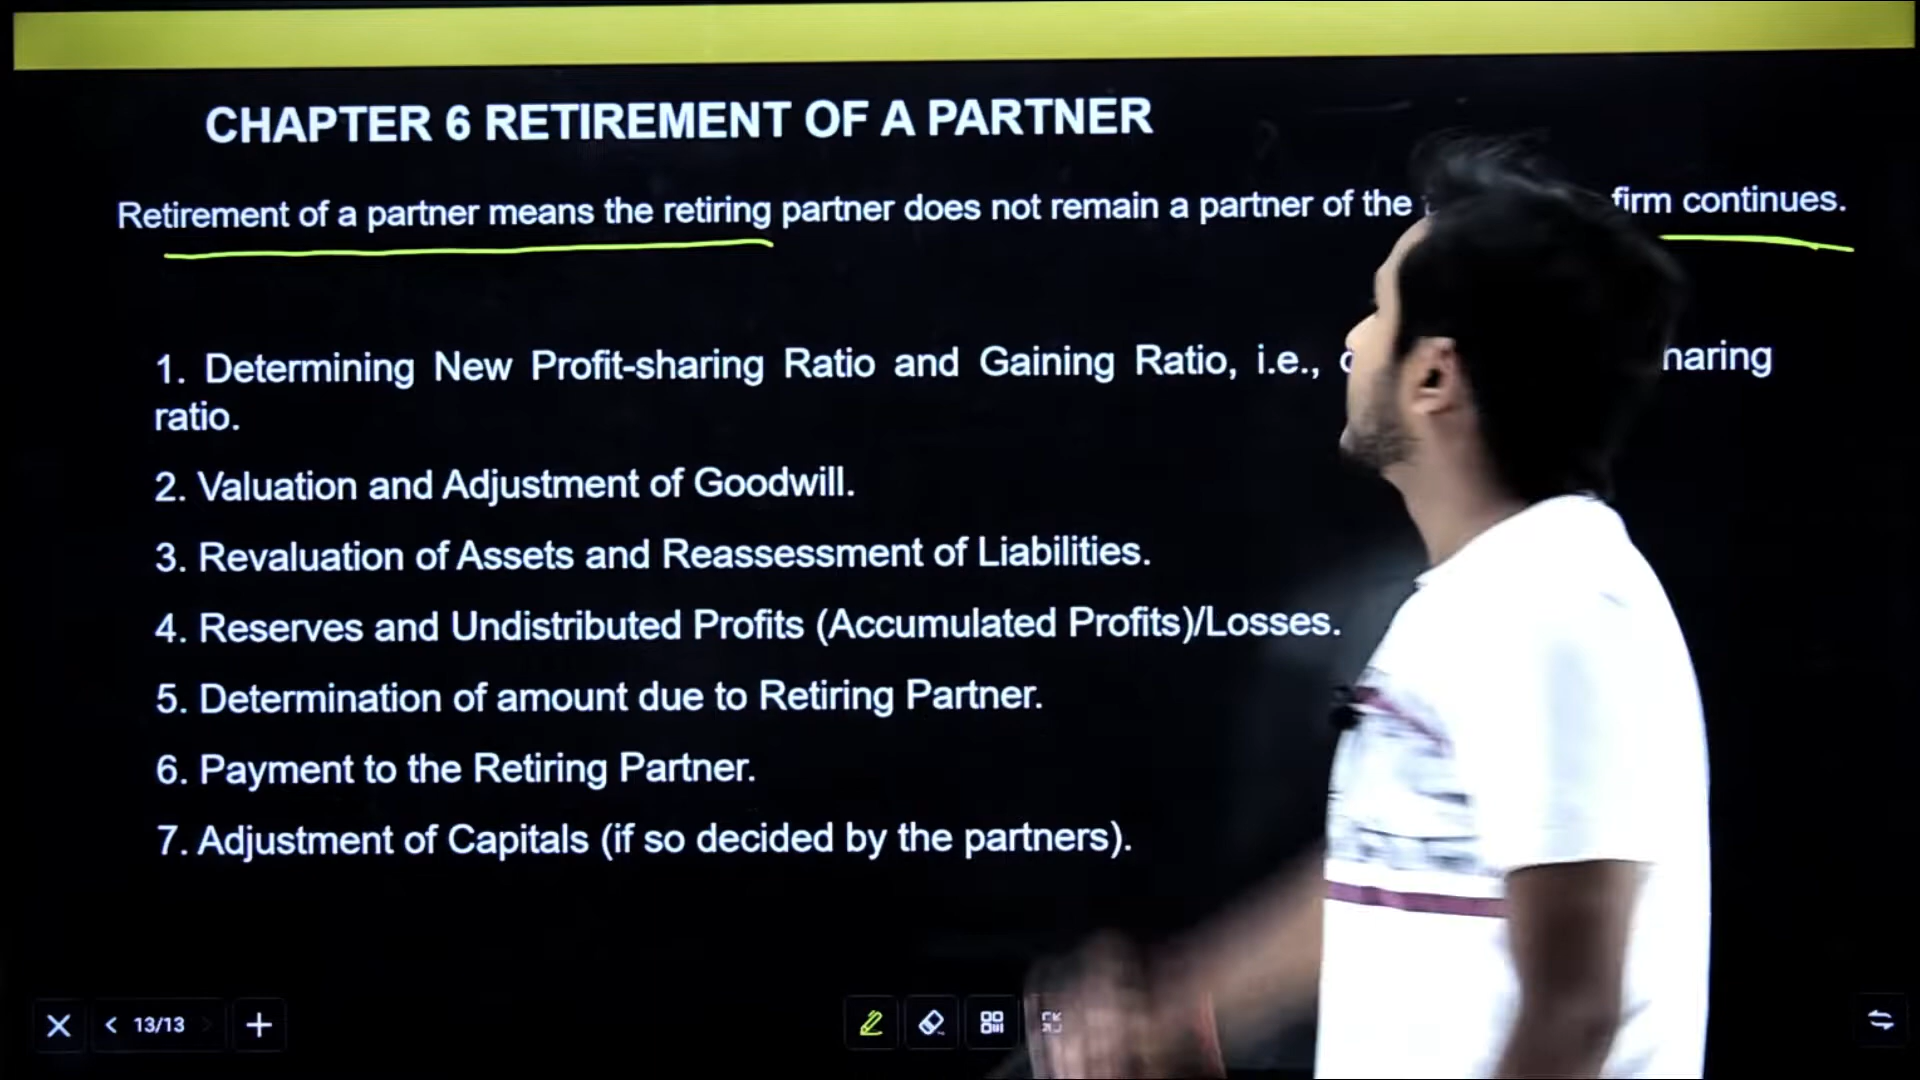 CHAPTER 6 RETIREMENT OF A PARTNER
Retirement of a partner means the retiring partner does not remain a partner of the firm continues.
1. Determining New Profit-sharing Ratio and Gaining Ratio, i.e.,
ratio.
2. Valuation and Adjustment of Goodwill.
3. Revaluation of Assets and Reassessment of Liabilities.
4. Reserves and Undistributed Profits (Accumulated Profits)/Losses.
5. Determination of amount due to Retiring Partner.
6. Payment to the Retiring Partner.
7. Adjustment of Capitals (if so decided by the partners).
13/13